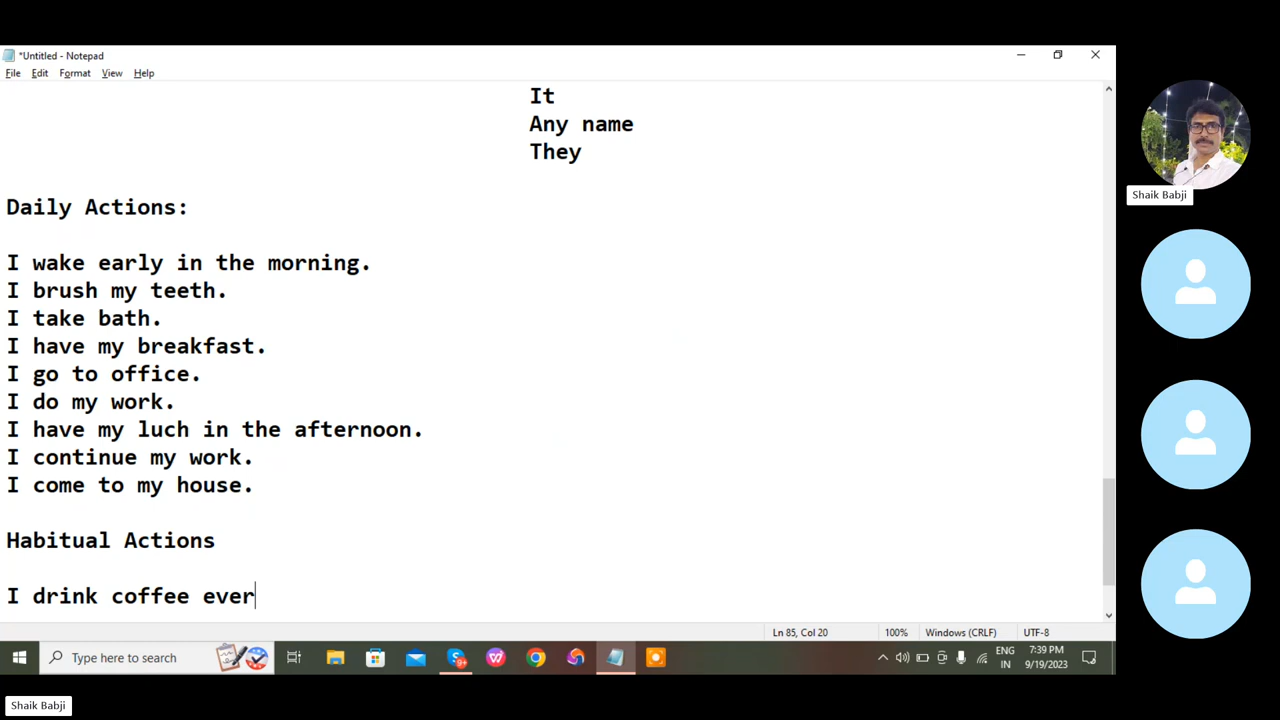 *Untitled - Notepad
File Edit Format View Help
It
Any name
They
Daily Actions:
I wake early in the morning.
I brush my teeth.
I take bath.
I have my breakfast.
I go to office.
I do my work.
I have my luch in the afternoon.
I continue my work.
I come to my house.
Habitual Actions
I drink coffee ever
Ln 85, Col 20 100% Windows (CRLF) UTF-8
Type here to search
ENG
IN
7:39 PM
9/19/2023
Shaik Babji
Shaik Babji